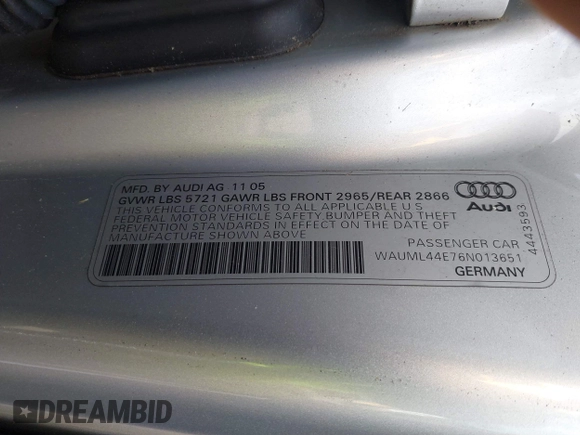 MFD. BY AUDI AG 11 05
GVWR LBS 5721 GAWR LBS FRONT 2965/REAR 2866
THIS VEHICLE CONFORMS TO ALL APPLICABLE U.S
FEDERAL MOTOR VEHICLE SAFETY,BUMPER AND THEFT
PREVENTION STANDARDS IN EFFECT ON THE DATE OF
MANUFACTURE SHOWN ABOVE
Audi
4443593
PASSENGER CAR
WAUML44E76N013651
GERMANY
DREAMBID